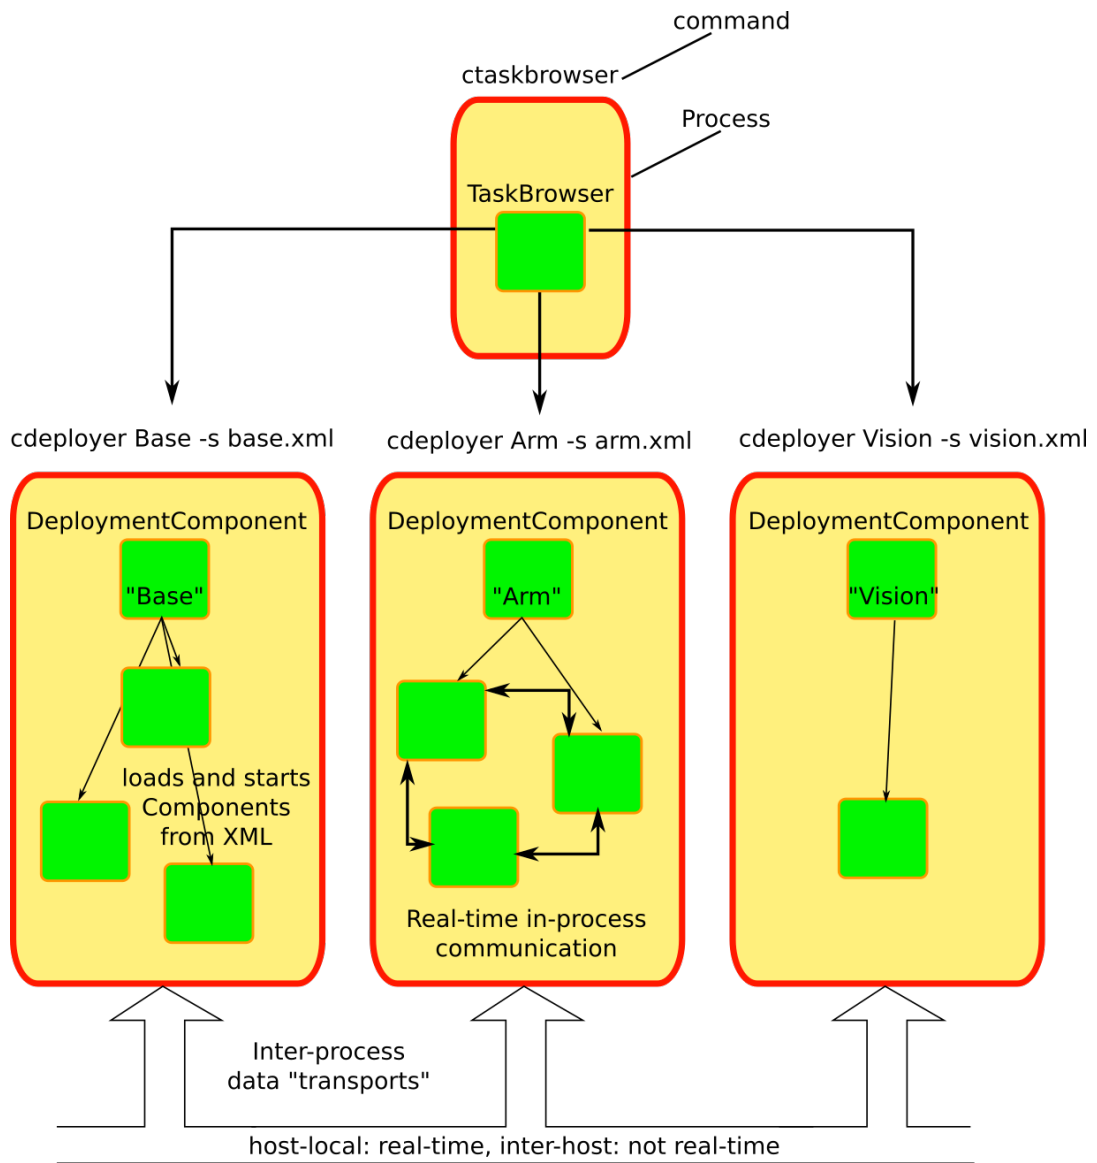 command
ctaskbrowser
Process
TaskBrowser
cdeployer Base -s base.xml
cdeployer Arm -s arm.xml
cdeployer Vision -s vision.xml
DeploymentComponent
"Base"
loads and starts
Components
from XML
DeploymentComponent
"Arm"
Real-time in-process
communication
DeploymentComponent
"Vision"
Inter-process
data "transports"
host-local: real-time, inter-host: not real-time